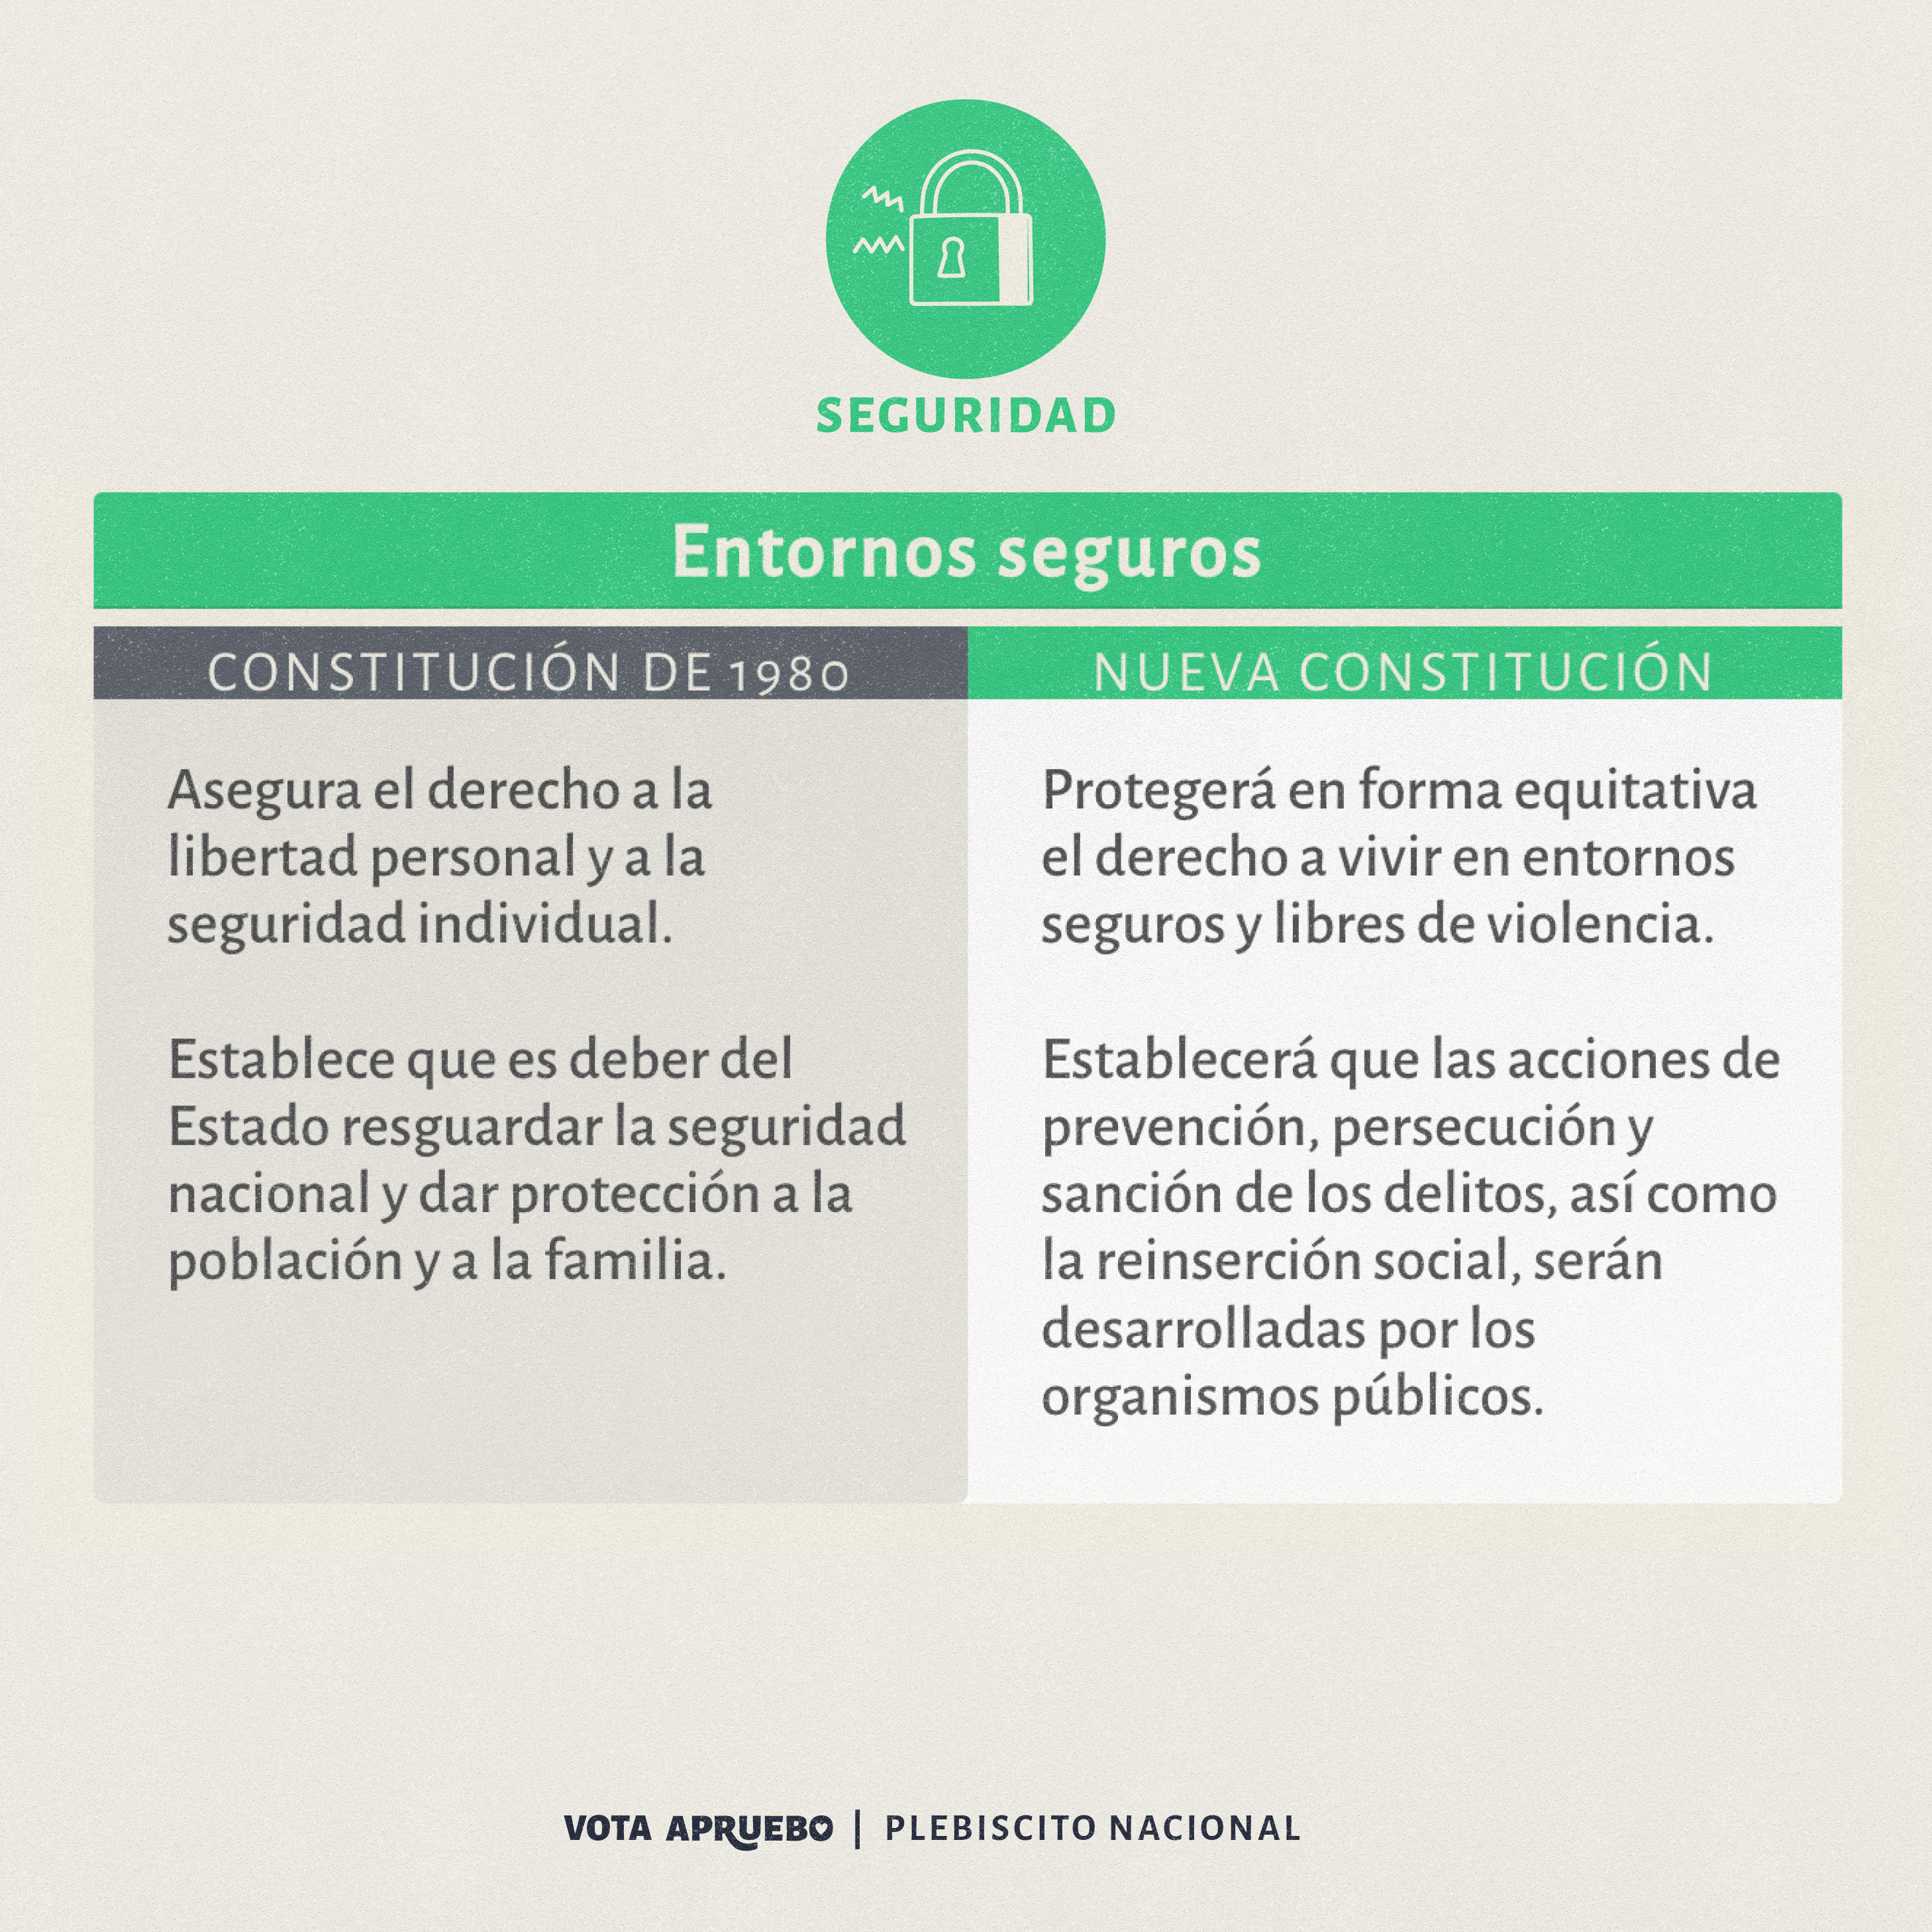 SEGURIDAD
Entornos seguros
CONSTITUCIÓN DE 1980
Asegura el derecho a la
libertad personal y a la
seguridad individual.
Establece que es deber del
Estado resguardar la seguridad
nacional y dar protección a la
población y a la familia.
NUEVA CONSTITUCIÓN
Protegerá en forma equitativa
el derecho a vivir en entornos
seguros y libres de violencia.
Establecerá que las acciones de
prevención, persecución y
sanción de los delitos, así como
la reinserción social, serán
desarrolladas por los
organismos públicos.
VOTA APRUEBO | PLEBISCITO NACIONAL